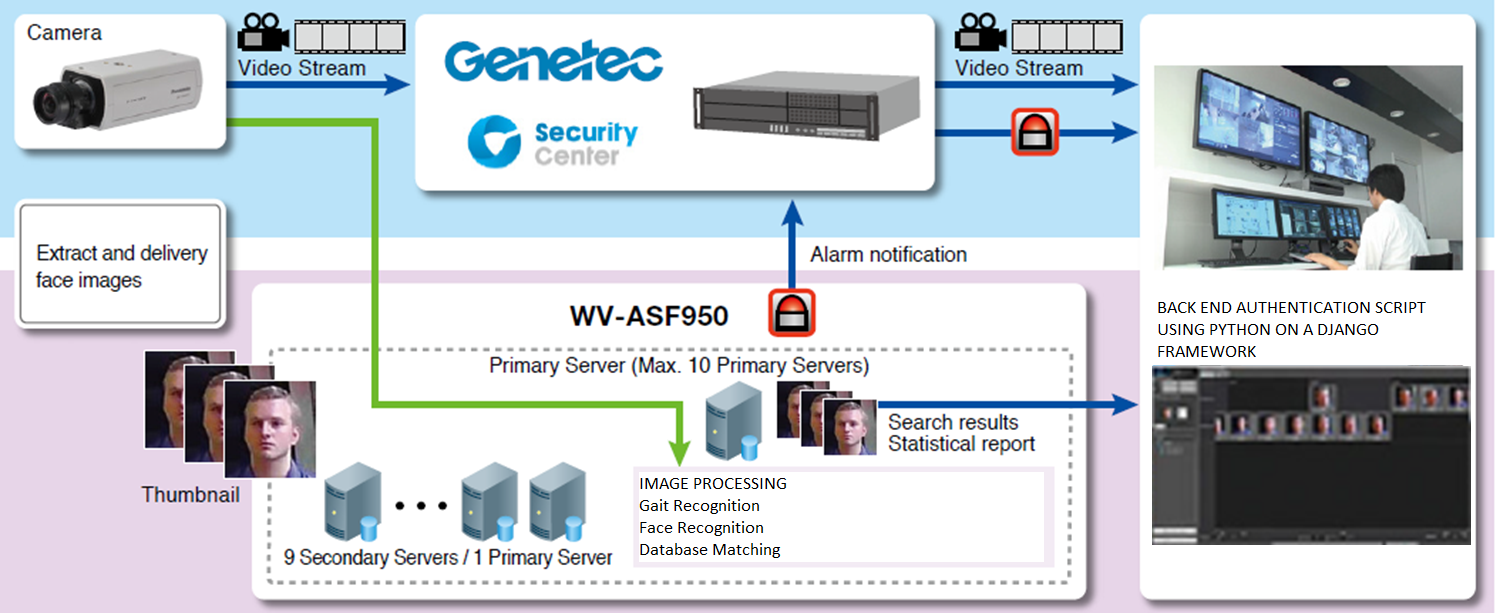 Camera
Video Stream
Genetec
Security
Center
Video Stream
Extract and delivery
face images
Alarm notification
BACK END AUTHENTICATION SCRIPT
USING PYTHON ON A DJANGO
FRAMEWORK
WV-ASF950
Primary Server (Max. 10 Primary Servers)
Search results
Statistical report
Thumbnail
IMAGE PROCESSING
Gait Recognition
Face Recognition
Database Matching
9 Secondary Servers / 1 Primary Server